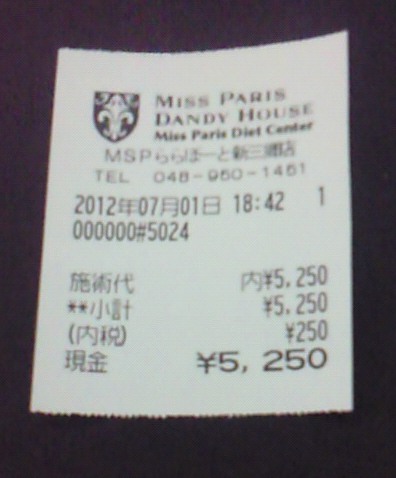 MISS PARIS
DANDY HOUSE
Miss Paris Diet Center
MSPららぽーと新三郷店
TEL 048-960-1461
2012年07月01日 18:42 1
000000#5024
施術代 内¥5,250
**小計 ¥5,250
(内税) ¥250
現金 ¥5,250